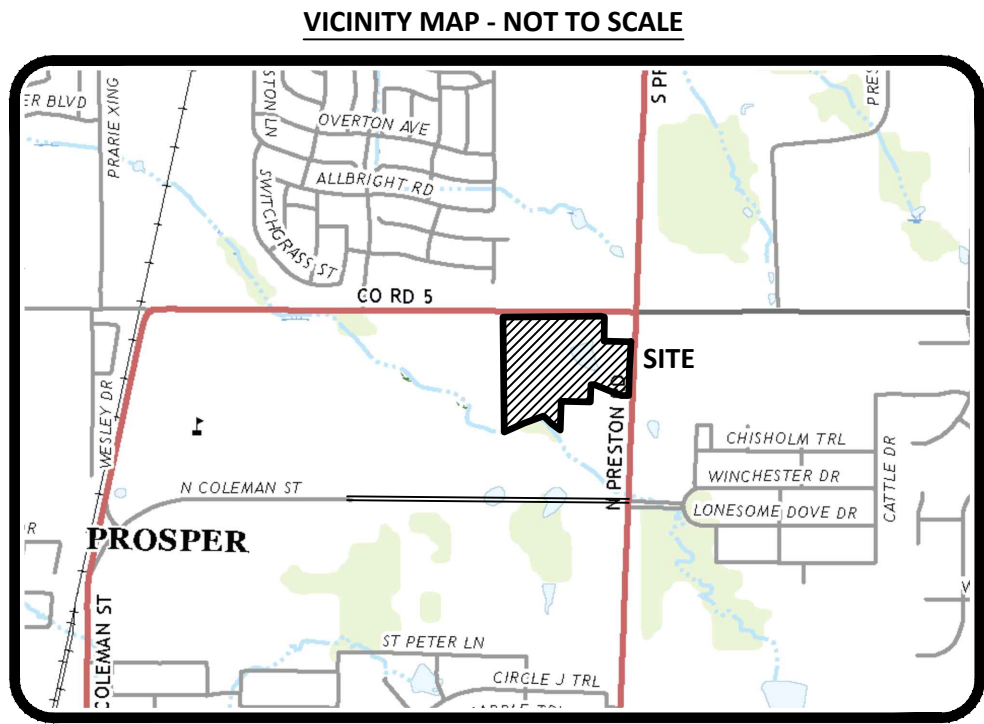 VICINITY MAP - NOT TO SCALE
ER BLVD
PRARIE XING
STON LN
OVERTON AVE
S PR
PRES
ALLBRIGHT RD
SWITCHGRASS ST
CO RD 5
SITE
WESLEY DR
N PRESTON RD
CHISHOLM TRL
WINCHESTER DR
CATTLE DR
N COLEMAN ST
LONESOME DOVE DR
R
PROSPER
COLEMAN ST
ST PETER LN
CIRCLE J TRL